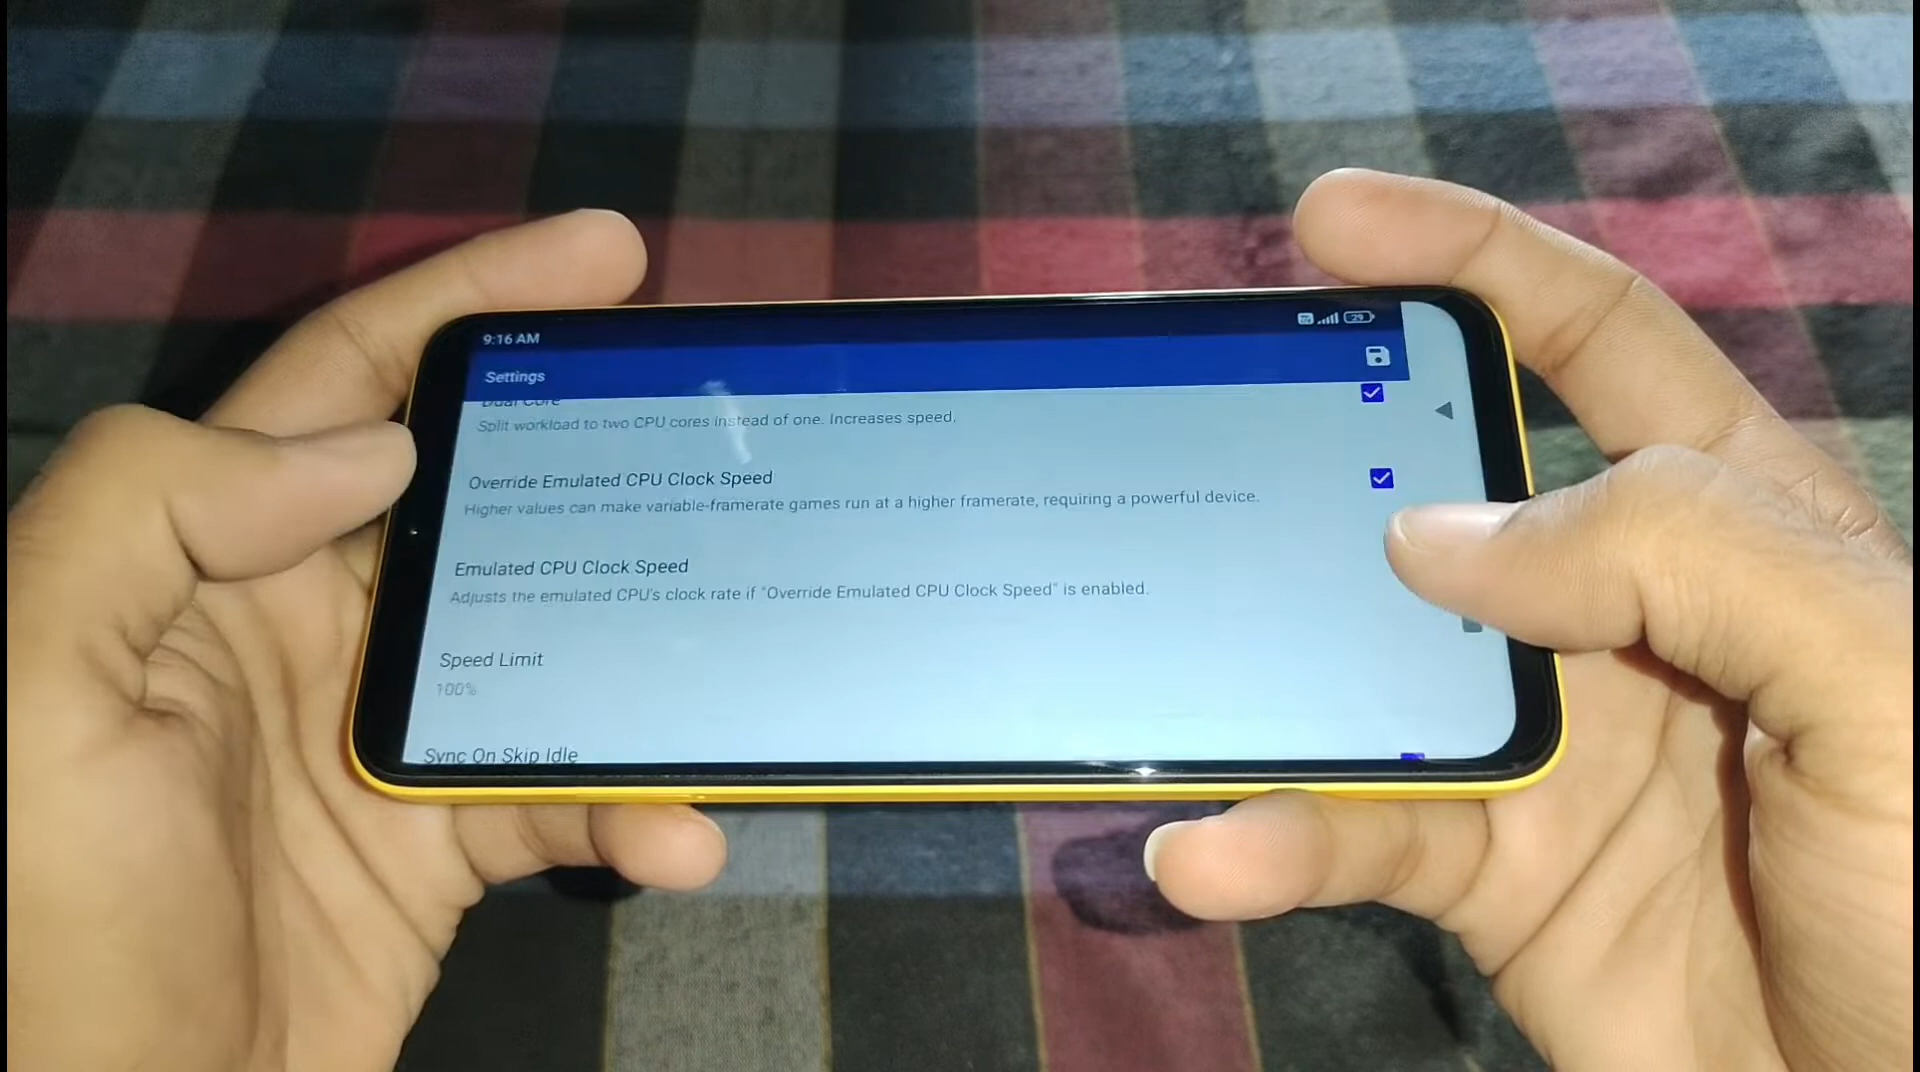 9:16 AM
29
Settings
Dual Core
Split workload to two CPU cores instead of one. Increases speed.
Override Emulated CPU Clock Speed
Higher values can make variable-framerate games run at a higher framerate, requiring a powerful device.
Emulated CPU Clock Speed
Adjusts the emulated CPU's clock rate if "Override Emulated CPU Clock Speed" is enabled.
Speed Limit
100%
Sync On Skip Idle